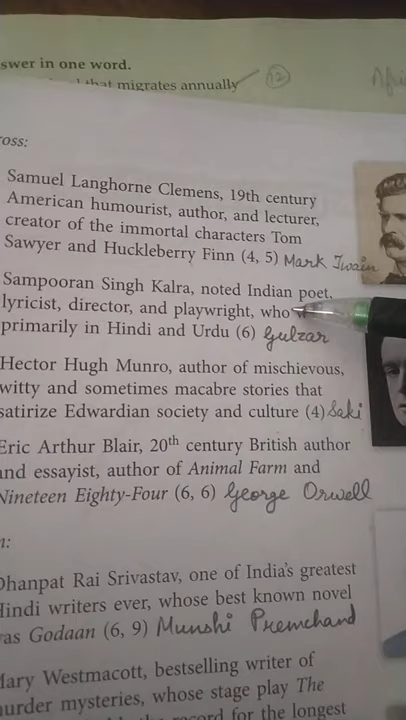 swer in one word.
that migrates annually 12
oss:
Samuel Langhorne Clemens, 19th century
American humourist, author, and lecturer,
creator of the immortal characters Tom
Sawyer and Huckleberry Finn (4, 5) Mark Twain
Sampooran Singh Kalra, noted Indian poet,
lyricist, director, and playwright, who
primarily in Hindi and Urdu (6) Gulzar
Hector Hugh Munro, author of mischievous,
witty and sometimes macabre stories that
satirize Edwardian society and culture (4) Saki
Eric Arthur Blair, 20th century British author
and essayist, author of Animal Farm and
Nineteen Eighty-Four (6, 6) George Orwell
n:
Dhanpat Rai Srivastav, one of India's greatest
Hindi writers ever, whose best known novel
was Godaan (6, 9) Munshi Premchand
Mary Westmacott, bestselling writer of
murder mysteries, whose stage play The
record for the longest